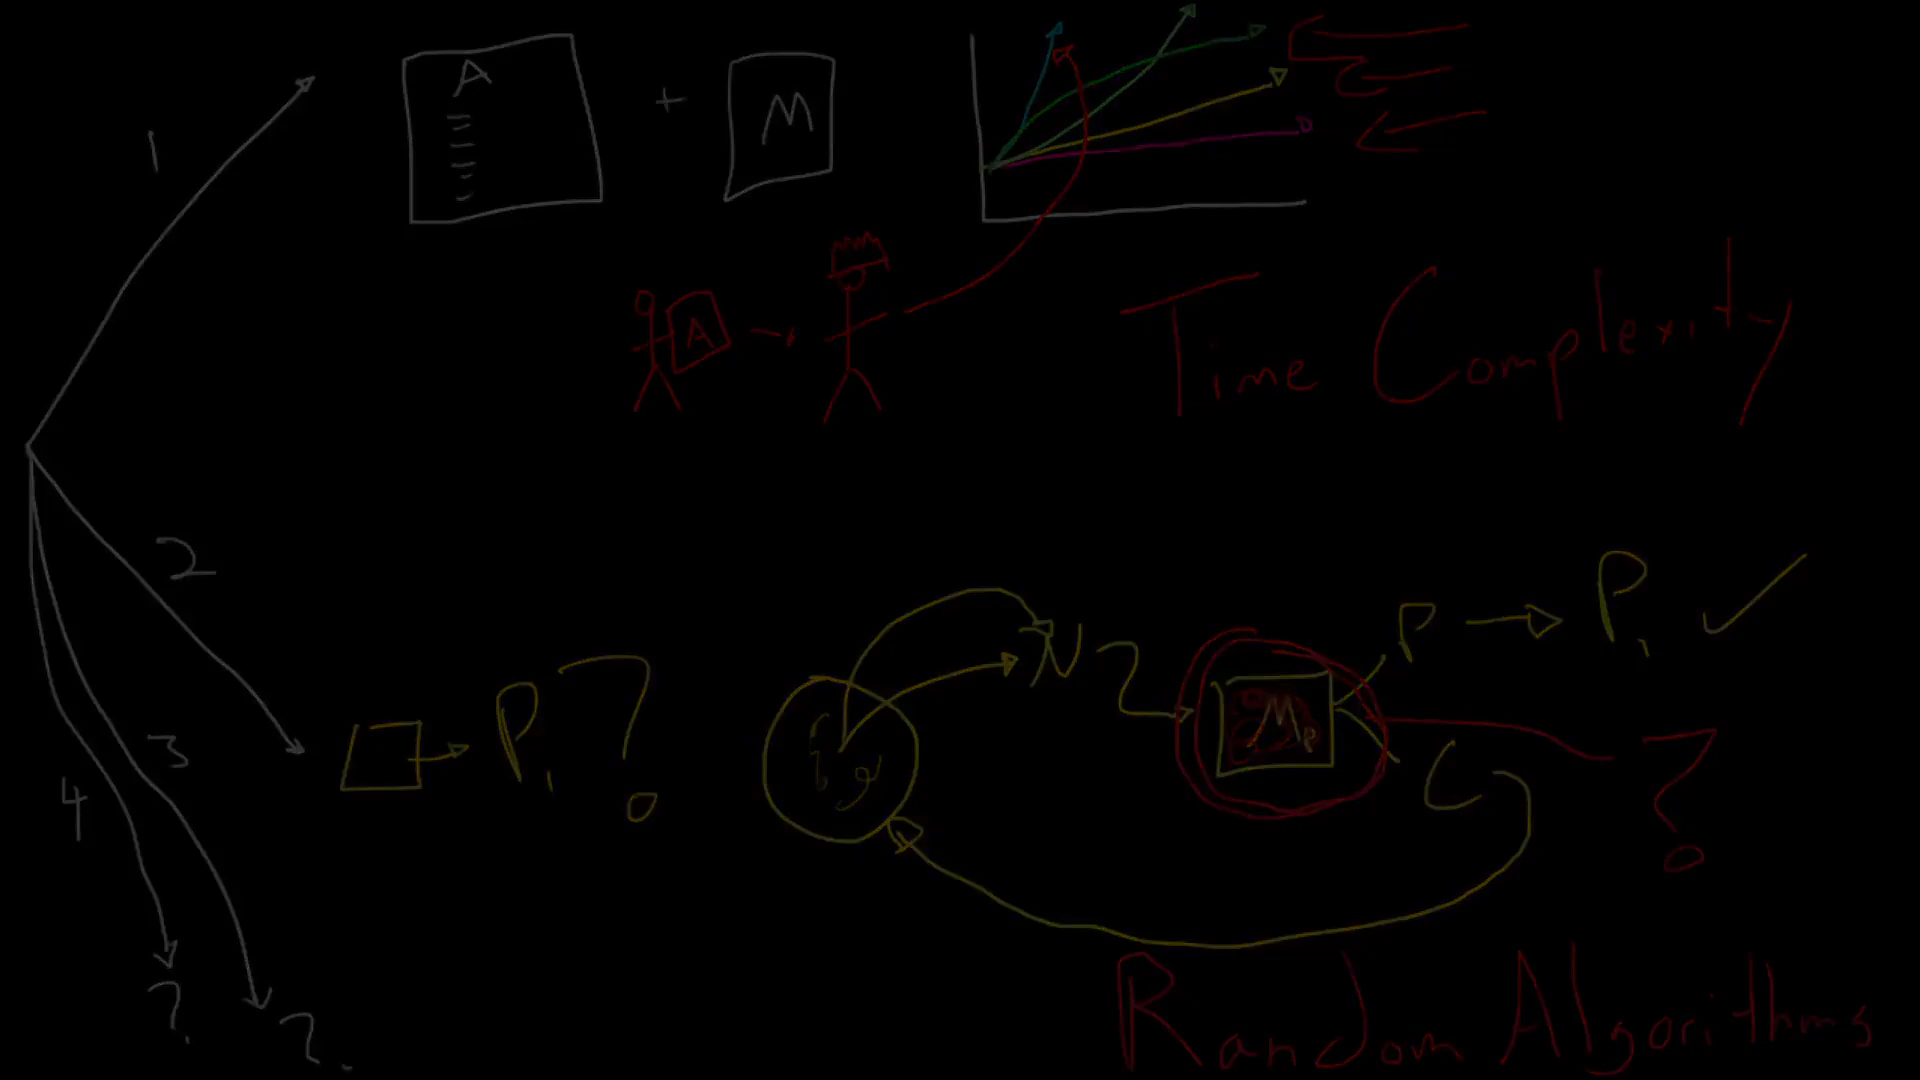 1
A
+
M
A
Time Complexity
2
P. ?
N
M P
P
P. ✓
C
?
3
4
?
?
Random Algorithms